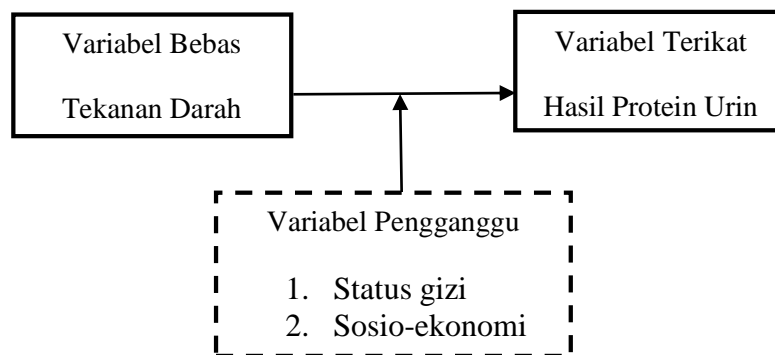 Variabel Bebas
Tekanan Darah
Variabel Terikat
Hasil Protein Urin
Variabel Pengganggu
1. Status gizi
2. Sosio-ekonomi